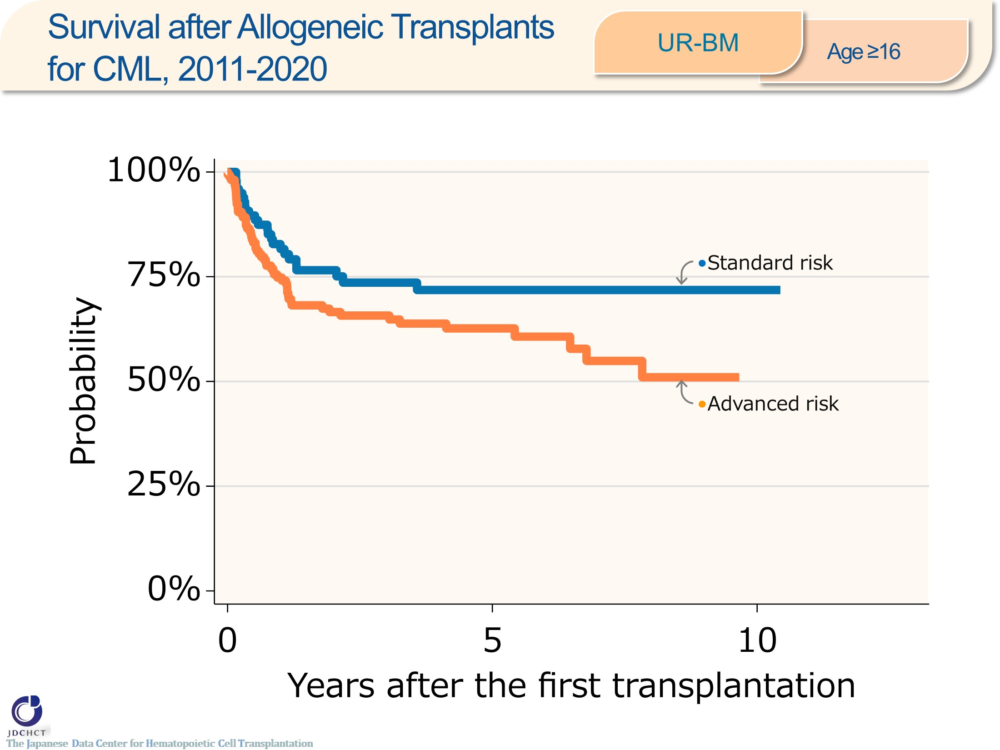 Survival after Allogeneic Transplants
for CML, 2011-2020
UR-BM
Age ≥16
100%
75%
50%
25%
0%
Probability
Standard risk
Advanced risk
0
5
10
Years after the first transplantation
JDCHCT
The Japanese Data Center for Hematopoietic Cell Transplantation